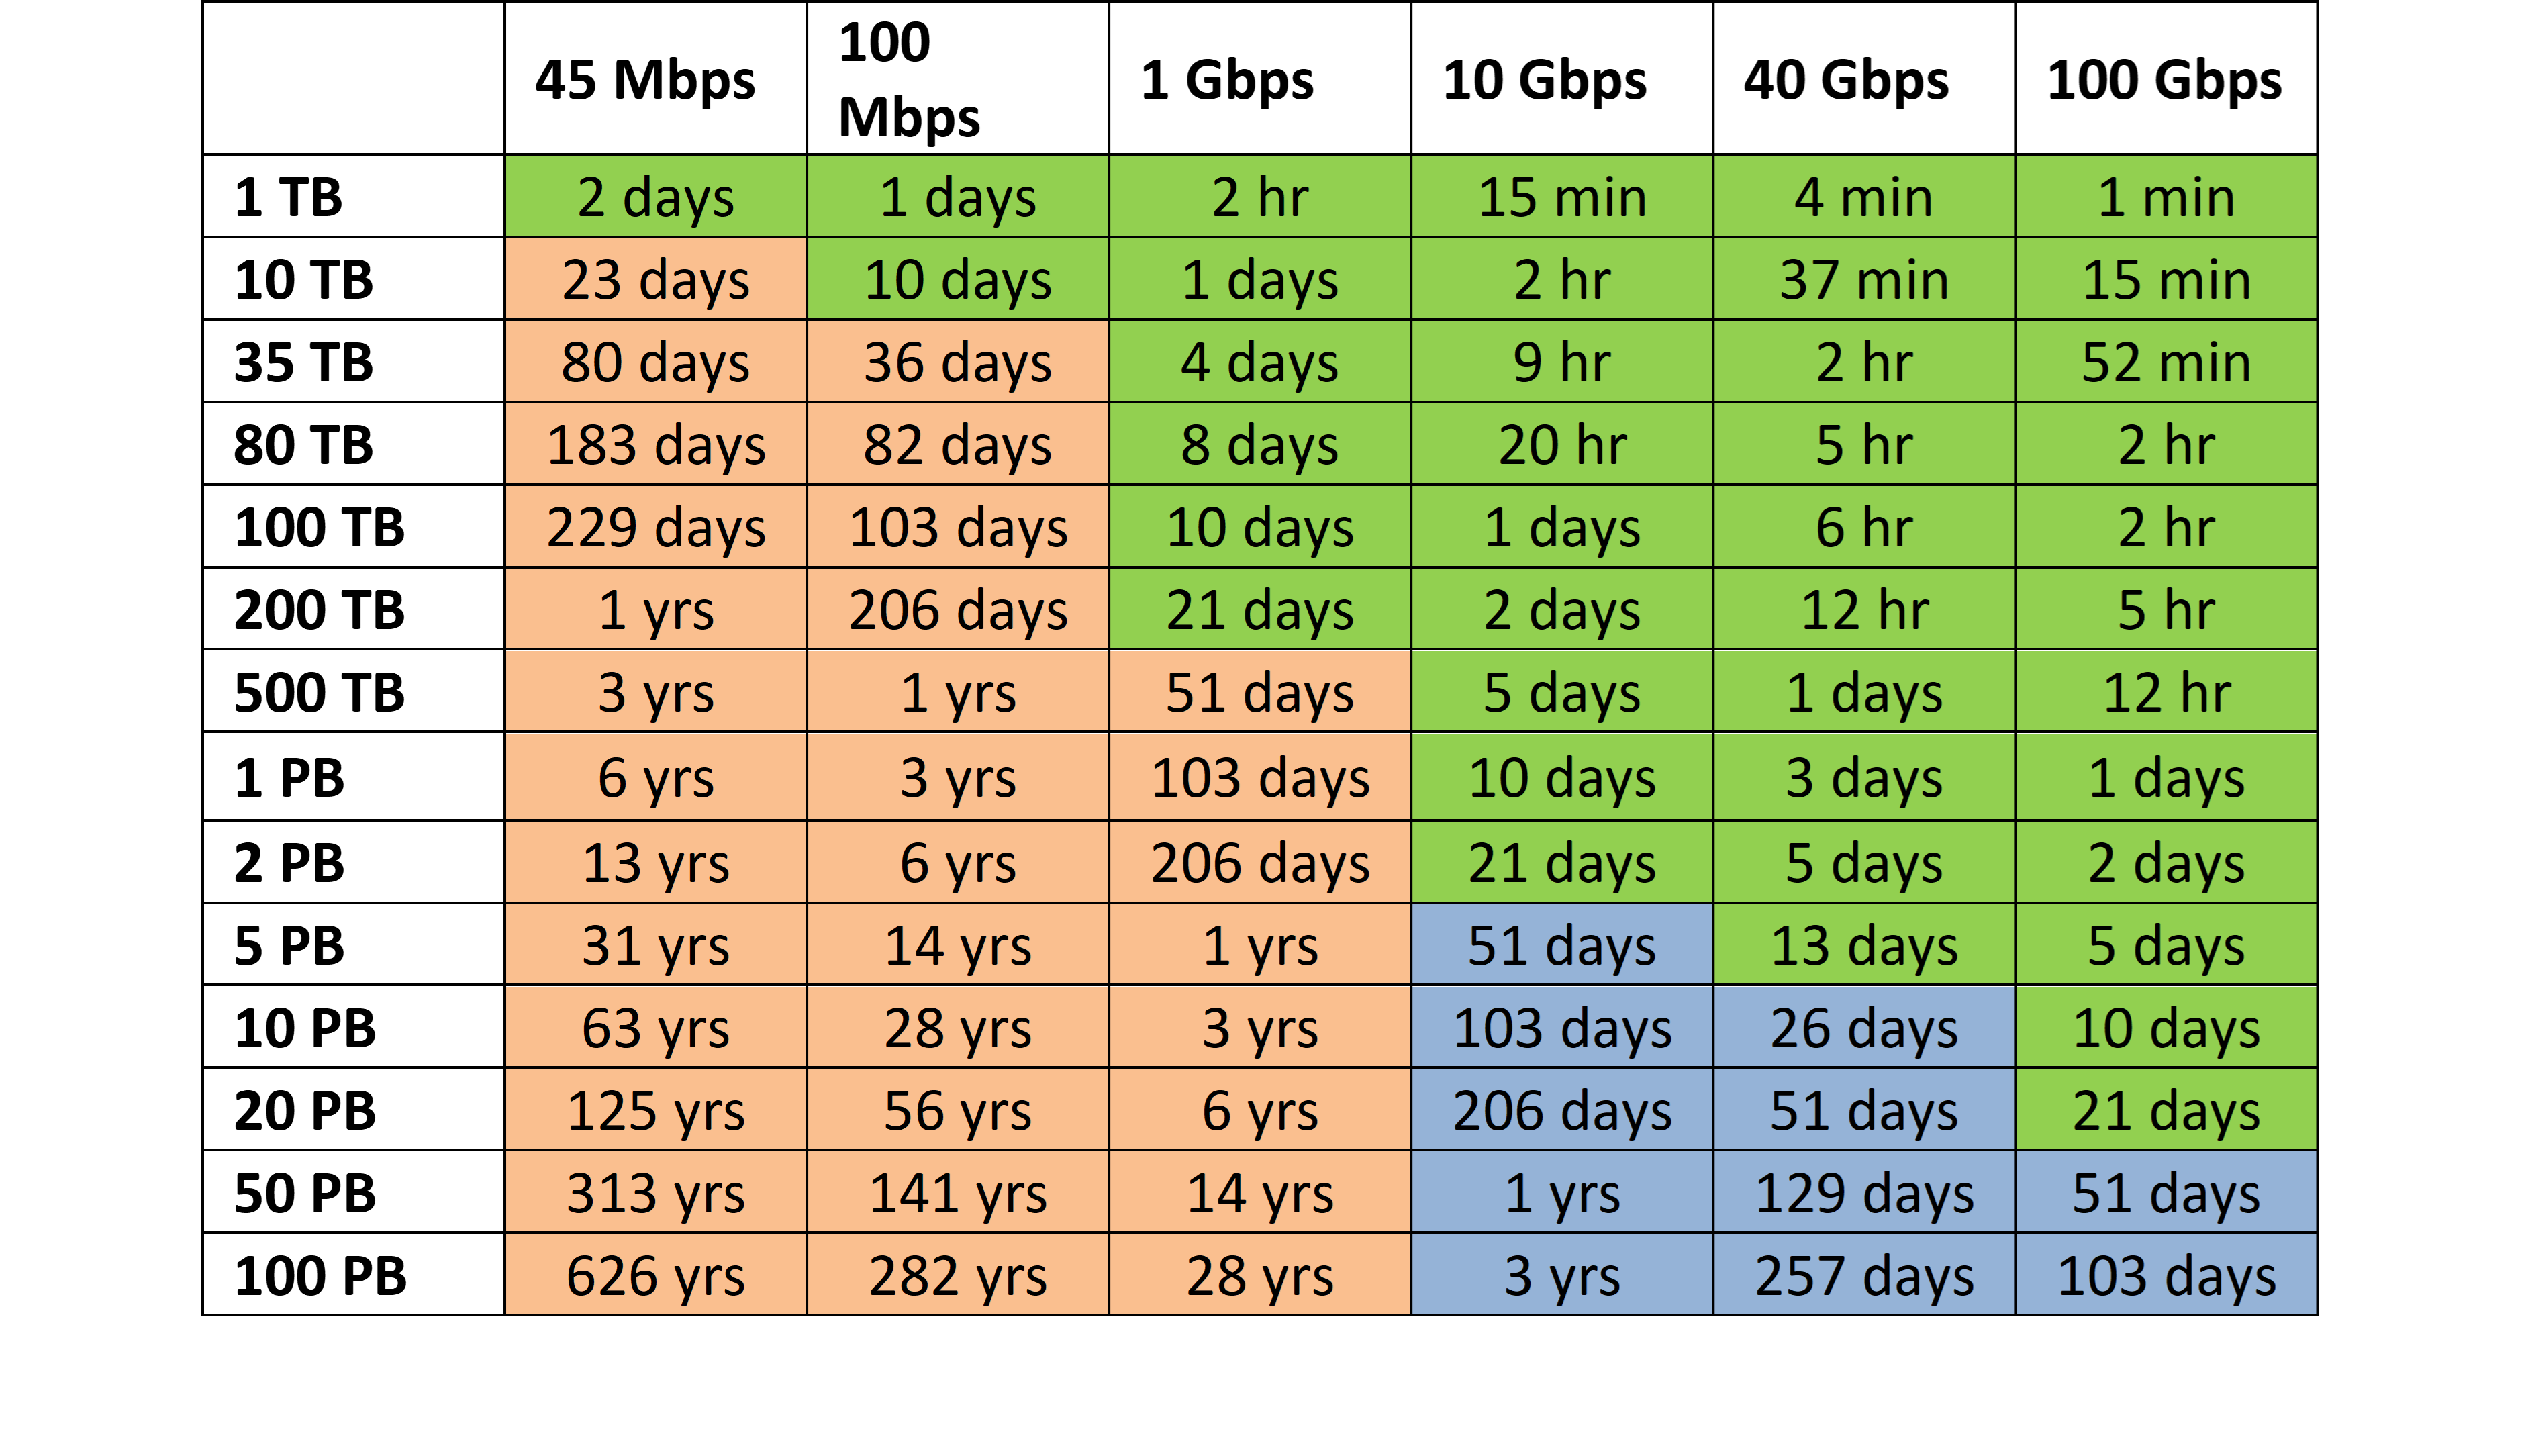 45 Mbps 100 Mbps 1 Gbps 10 Gbps 40 Gbps 100 Gbps
1 TB 2 days 1 days 2 hr 15 min 4 min 1 min
10 TB 23 days 10 days 1 days 2 hr 37 min 15 min
35 TB 80 days 36 days 4 days 9 hr 2 hr 52 min
80 TB 183 days 82 days 8 days 20 hr 5 hr 2 hr
100 TB 229 days 103 days 10 days 1 days 6 hr 2 hr
200 TB 1 yrs 206 days 21 days 2 days 12 hr 5 hr
500 TB 3 yrs 1 yrs 51 days 5 days 1 days 12 hr
1 PB 6 yrs 3 yrs 103 days 10 days 3 days 1 days
2 PB 13 yrs 6 yrs 206 days 21 days 5 days 2 days
5 PB 31 yrs 14 yrs 1 yrs 51 days 13 days 5 days
10 PB 63 yrs 28 yrs 3 yrs 103 days 26 days 10 days
20 PB 125 yrs 56 yrs 6 yrs 206 days 51 days 21 days
50 PB 313 yrs 141 yrs 14 yrs 1 yrs 129 days 51 days
100 PB 626 yrs 282 yrs 28 yrs 3 yrs 257 days 103 days